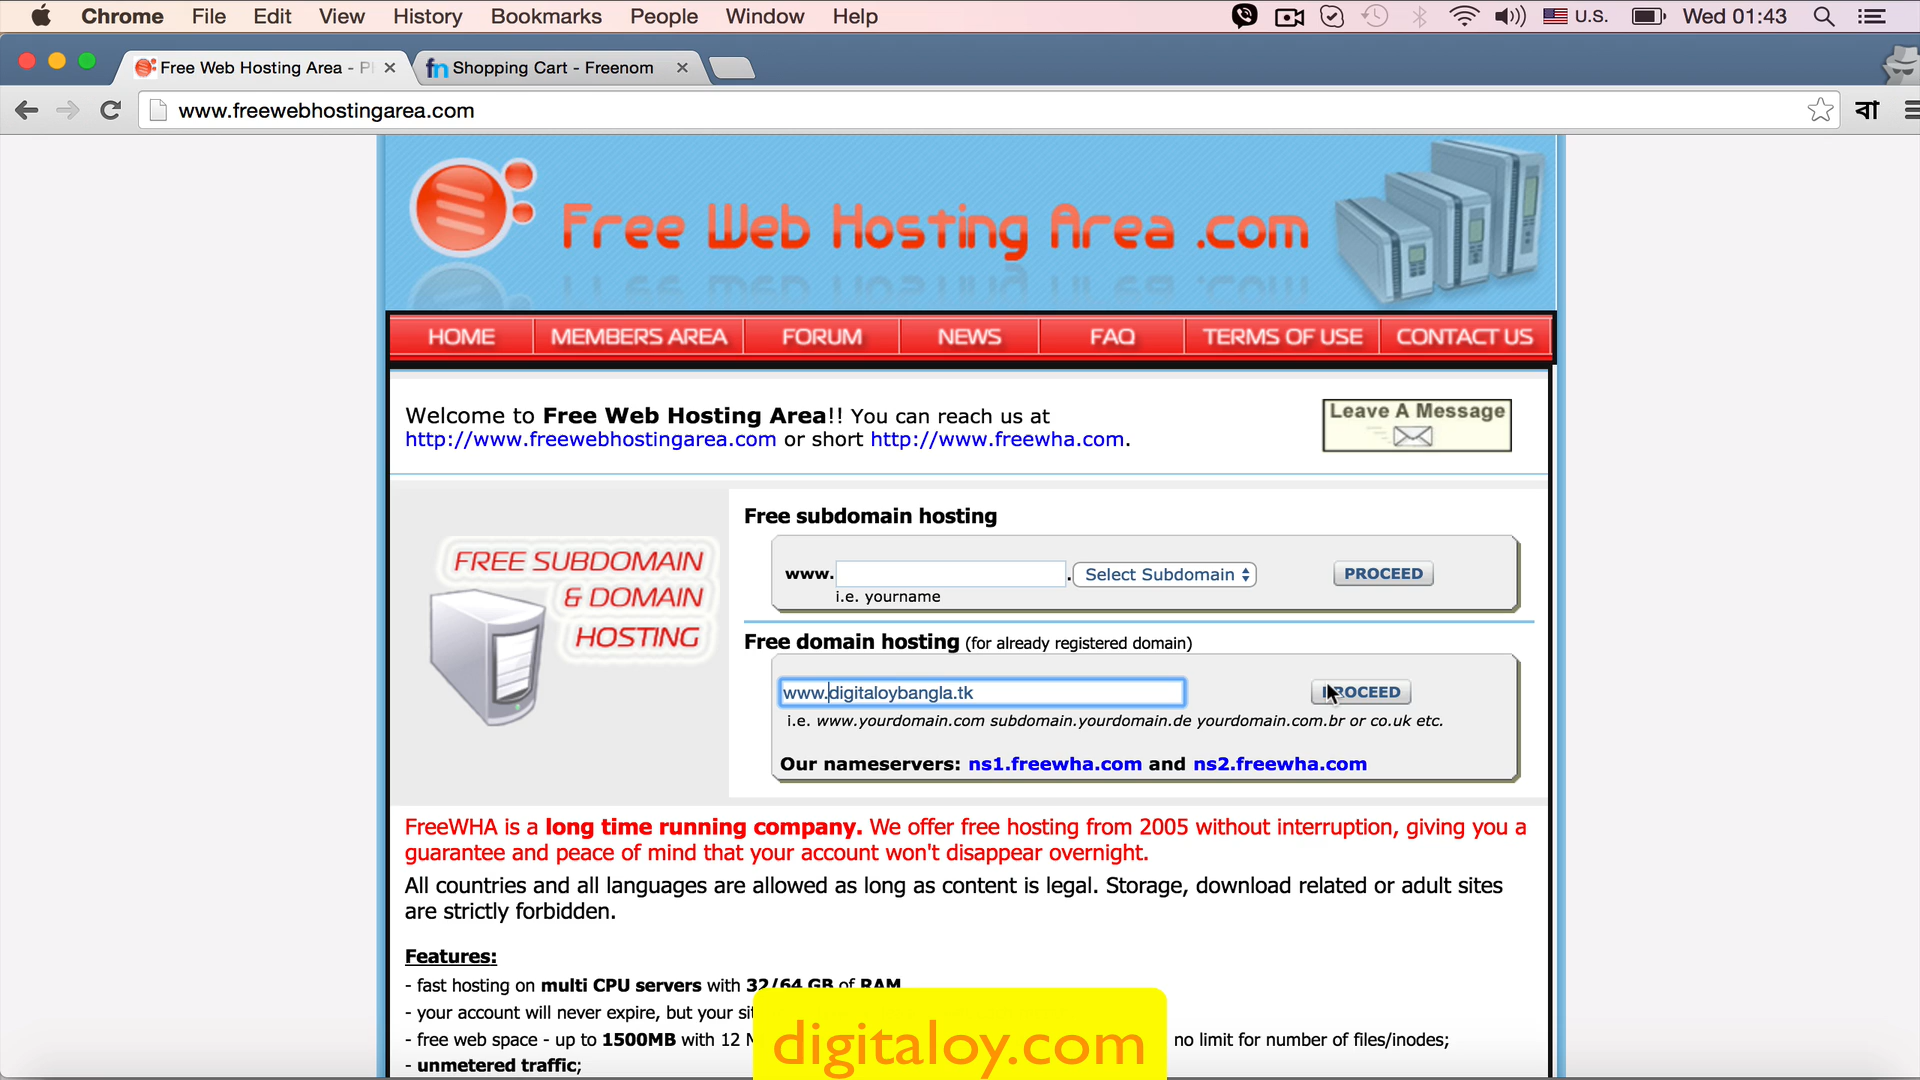 Chrome File Edit View History Bookmarks People Window Help U.S. Wed 01:43
Free Web Hosting Area - P
Shopping Cart - Freenom
www.freewebhostingarea.com
বা
Free Web Hosting Area .com
HOME MEMBERS AREA FORUM NEWS FAQ TERMS OF USE CONTACT US
Welcome to Free Web Hosting Area!! You can reach us at
http://www.freewebhostingarea.com or short http://www.freewha.com.
Leave A Message
FREE SUBDOMAIN
& DOMAIN
HOSTING
Free subdomain hosting
www. . Select Subdomain PROCEED
i.e. yourname
Free domain hosting (for already registered domain)
www.digitaloybangla.tk PROCEED
i.e. www.yourdomain.com subdomain.yourdomain.de yourdomain.com.br or co.uk etc.
Our nameservers: ns1.freewha.com and ns2.freewha.com
FreeWHA is a long time running company. We offer free hosting from 2005 without interruption, giving you a
guarantee and peace of mind that your account won't disappear overnight.
All countries and all languages are allowed as long as content is legal. Storage, download related or adult sites
are strictly forbidden.
Features:
- fast hosting on multi CPU servers with 32/64 GB of RAM
- your account will never expire, but your
- free web space - up to 1500MB with 12 no limit for number of files/inodes;
- unmetered traffic;
digitaloy.com